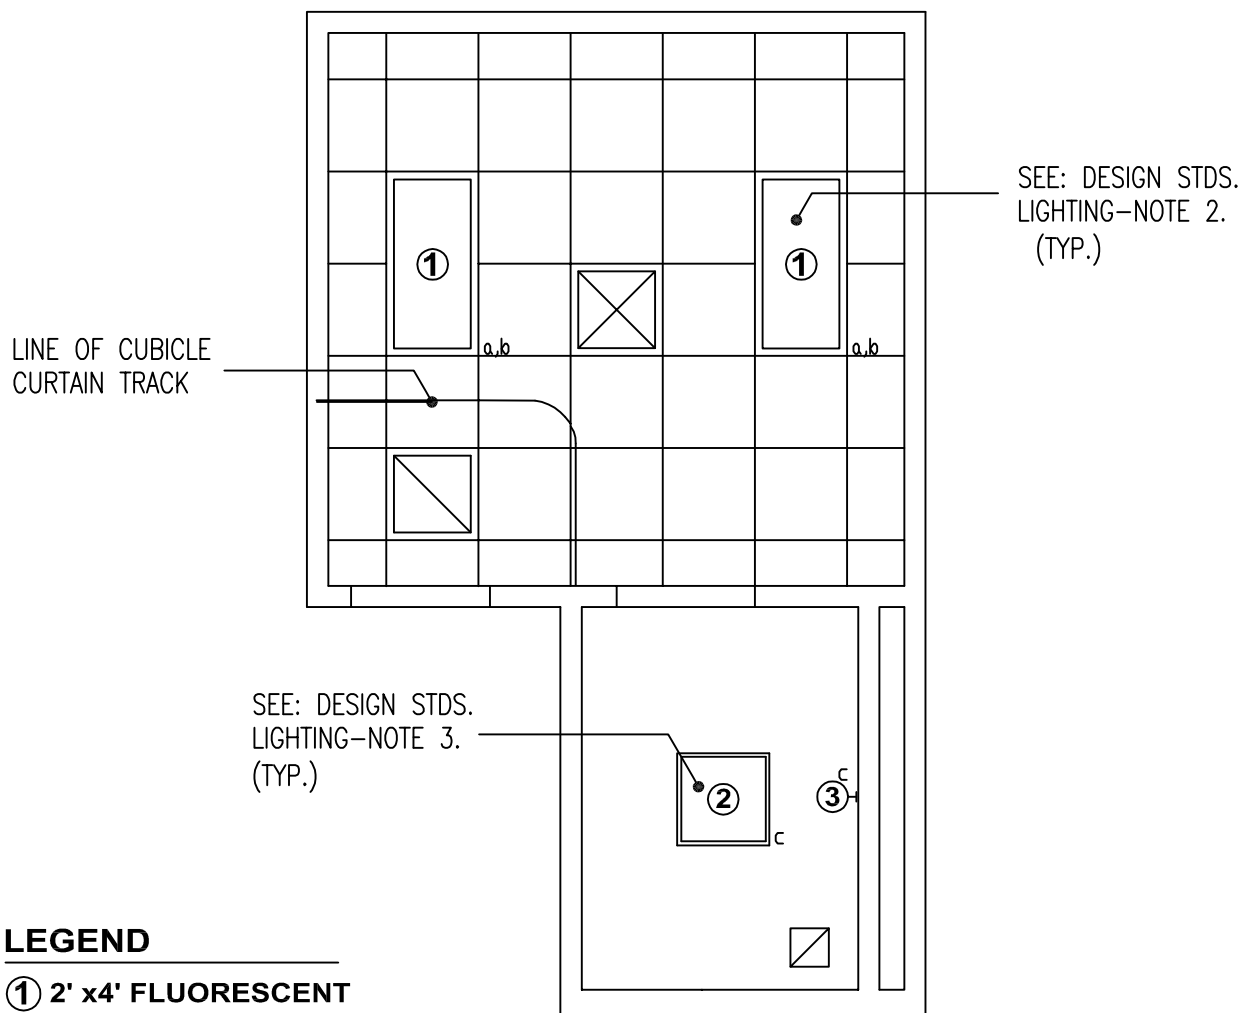 SEE: DESIGN STDS.
LIGHTING-NOTE 2.
(TYP.)
1
1
a,b
a,b
LINE OF CUBICLE
CURTAIN TRACK
SEE: DESIGN STDS.
LIGHTING-NOTE 3.
(TYP.)
2
c
3
c
LEGEND
1 2' x4' FLUORESCENT